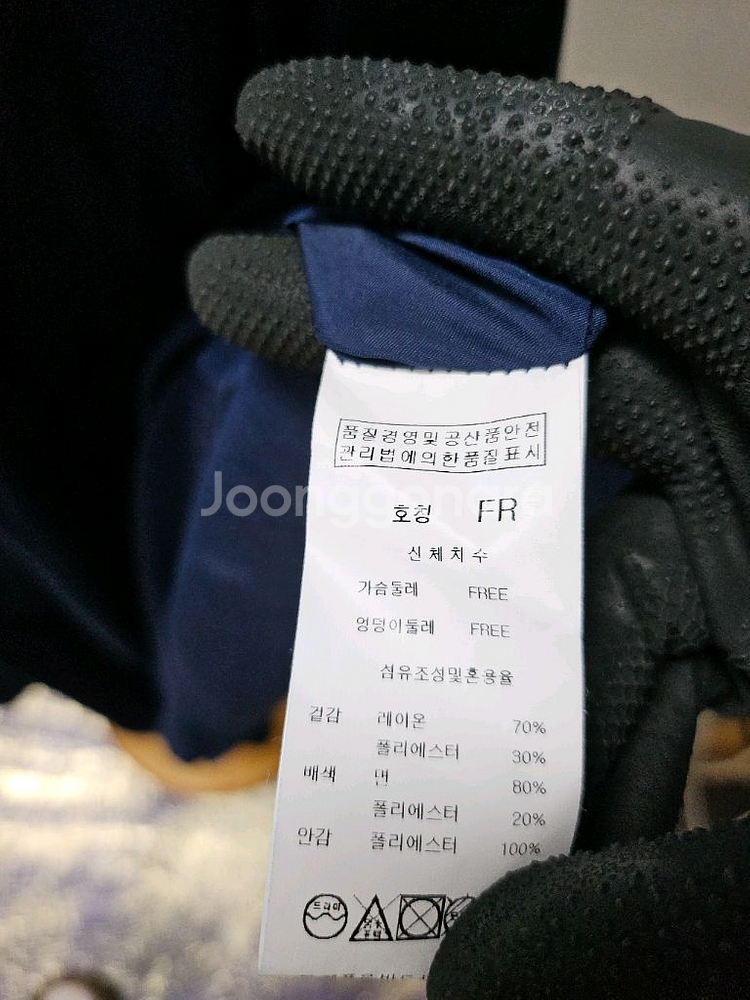 품질경영및공산품안전
관리법에의한품질표시
Joonggonara
호칭 FR
신체치수
가슴둘레 FREE
엉덩이둘레 FREE
섬유조성및혼용율
겉감 레이온 70%
폴리에스터 30%
배색 면 80%
폴리에스터 20%
안감 폴리에스터 100%
드라이